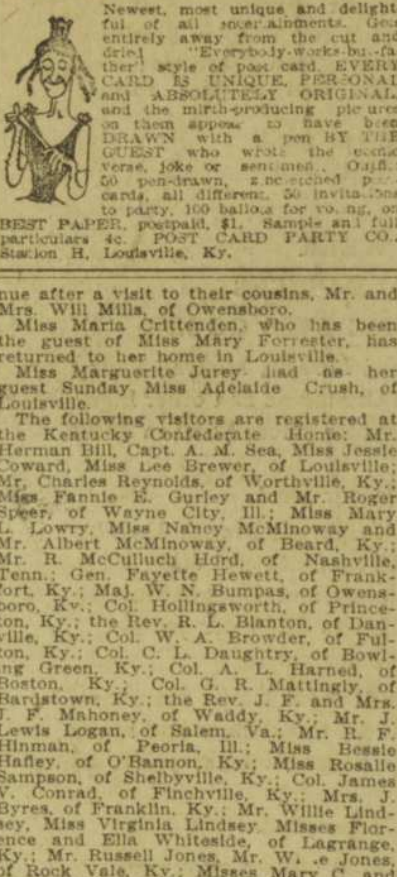 Newest, most unique and delight
ful of all entertainments. Gets
entirely away from the cut and
dried "Everybody-works-but-fa
ther" style of post card. EVERY
CARD IS UNIQUE, PERSONAL
and ABSOLUTELY ORIGINAL
and the mirth-producing pictures
on them appear to have been
DRAWN with a pen BY THE
GUEST who wrote the comic
verse, joke or sentiment. Outfit,
50 pen-drawn, zinc-etched post
cards, all different, 50 invitations
to party, 100 ballots for voting, on
BEST PAPER, postpaid, $1. Sample and full
particulars 4c. POST CARD PARTY CO.,
Station H, Louisville, Ky.
nue after a visit to their cousins, Mr. and
Mrs. Will Mills, of Owensboro.
Miss Maria Crittenden, who has been
the guest of Miss Mary Forrester, has
returned to her home in Louisville.
Miss Marguerite Jurey had as her
guest Sunday Miss Adelaide Crush, of
Louisville.
The following visitors are registered at
the Kentucky Confederate Home: Mr.
Herman Bill, Capt. A. M. Sea, Miss Jessie
Coward, Miss Lee Brewer, of Louisville;
Mr. Charles Reynolds, of Worthville, Ky.;
Miss Fannie E. Gurley and Mr. Roger
Speer, of Wayne City, Ill.; Miss Mary
L. Lowry, Miss Nancy McMinoway and
Mr. Albert McMinoway, of Beard, Ky.;
Mr. R. McCulluch Hord, of Nashville,
Tenn.; Gen. Fayette Hewett, of Frank-
fort, Ky.; Maj. W. N. Bumpas, of Owens-
boro, Ky.; Col. Hollingsworth, of Prince-
ton, Ky.; the Rev. R. L. Blanton, of Dan-
ville, Ky.; Col. W. A. Browder, of Ful-
ton, Ky.; Col. C. L. Daughtry, of Bowl-
ing Green, Ky.; Col. A. L. Harned, of
Boston, Ky.; Col. G. R. Mattingly, of
Bardstown, Ky.; the Rev. J. F. and Mrs.
J. F. Mahoney, of Waddy, Ky.; Mr. J.
Lewis Logan, of Salem, Va.; Mr. R. F.
Hinman, of Peoria, Ill.; Miss Bessie
Hafley, of O'Bannon, Ky.; Miss Rosalie
Sampson, of Shelbyville, Ky.; Col. James
V. Conrad, of Finchville, Ky.; Mrs. J.
Byres, of Franklin, Ky.; Mr. Willie Lind-
sey, Miss Virginia Lindsey, Misses Flor-
ence and Ella Whiteside, of Lagrange,
Ky.; Mr. Russell Jones, Mr. Jones,
of Rock Vale, Ky.; Misses Mary C. and